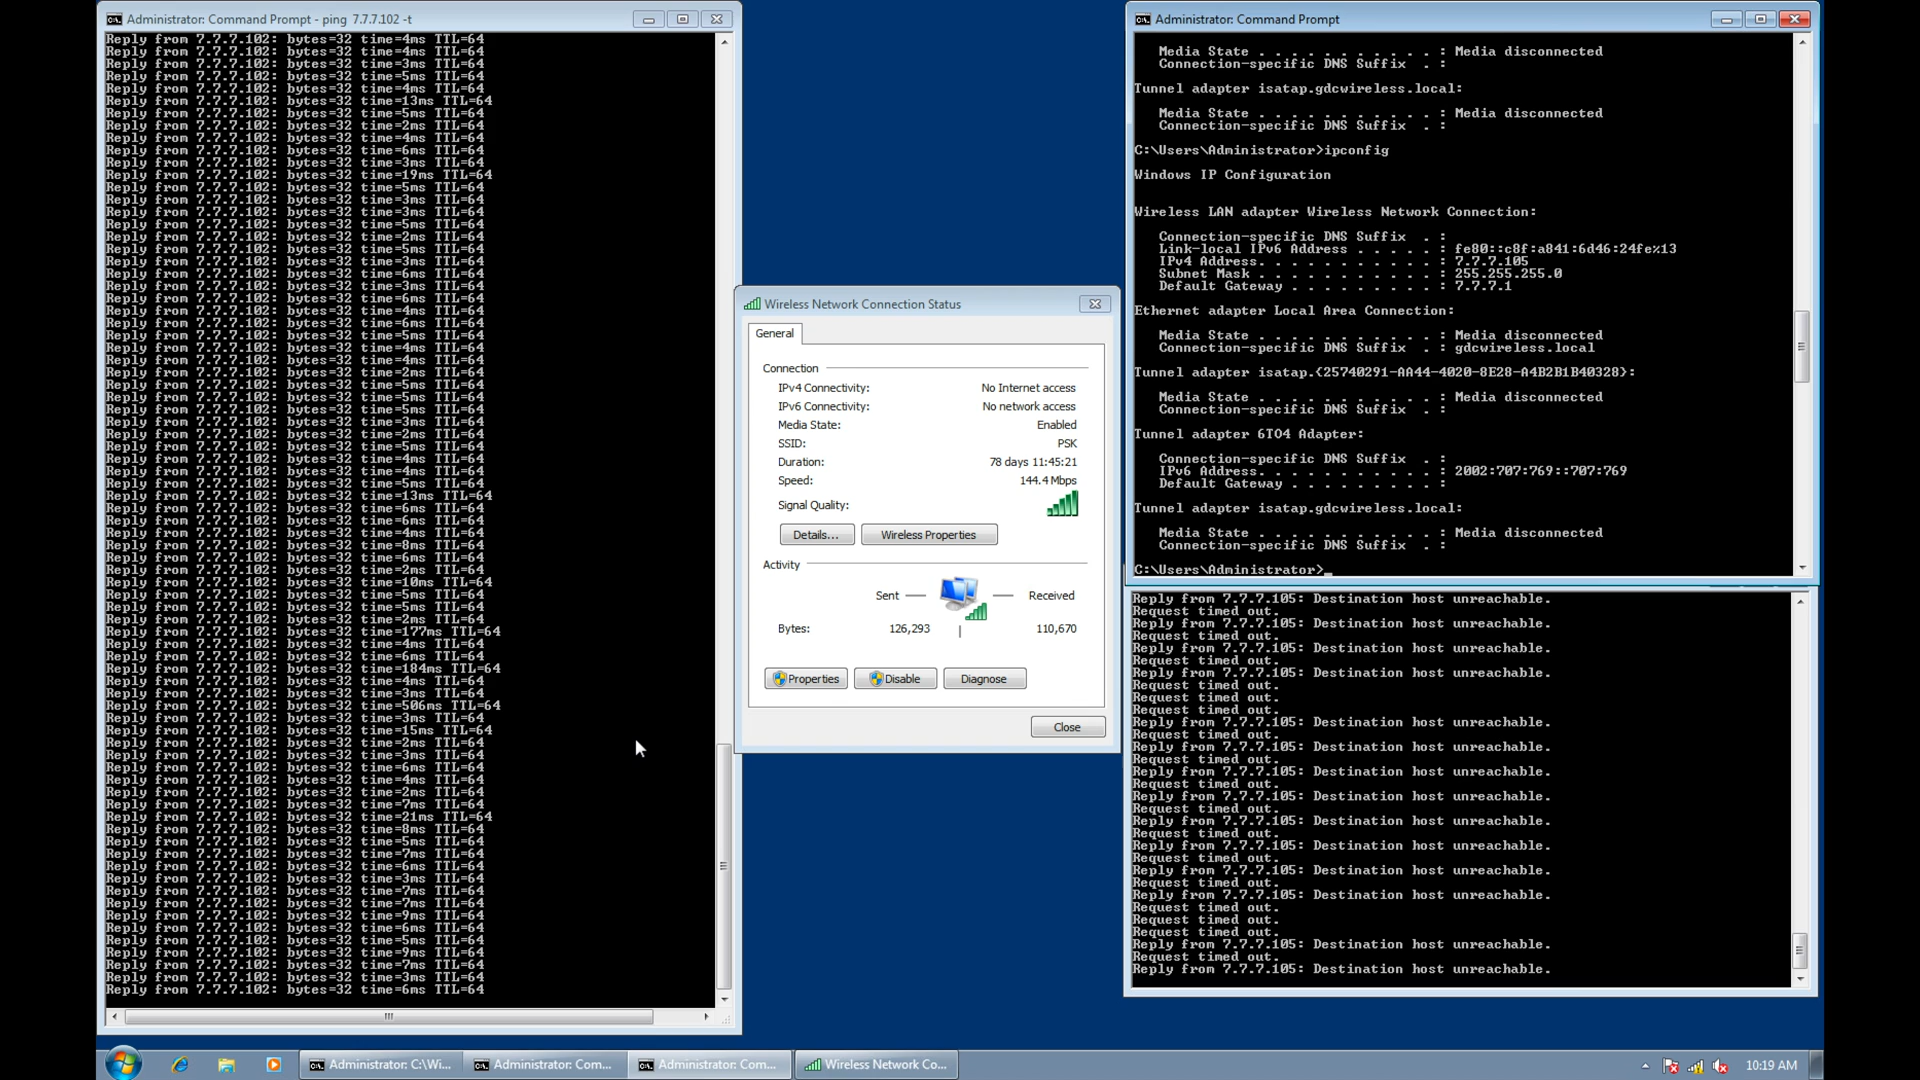 Administrator: Command Prompt - ping 7.7.7.102 -t
Reply from 7.7.7.102: bytes=32 time=4ms TTL=64
Reply from 7.7.7.102: bytes=32 time=3ms TTL=64
Reply from 7.7.7.102: bytes=32 time=5ms TTL=64
Reply from 7.7.7.102: bytes=32 time=4ms TTL=64
Reply from 7.7.7.102: bytes=32 time=4ms TTL=64
Reply from 7.7.7.102: bytes=32 time=13ms TTL=64
Reply from 7.7.7.102: bytes=32 time=5ms TTL=64
Reply from 7.7.7.102: bytes=32 time=2ms TTL=64
Reply from 7.7.7.102: bytes=32 time=4ms TTL=64
Reply from 7.7.7.102: bytes=32 time=6ms TTL=64
Reply from 7.7.7.102: bytes=32 time=3ms TTL=64
Reply from 7.7.7.102: bytes=32 time=19ms TTL=64
Reply from 7.7.7.102: bytes=32 time=5ms TTL=64
Reply from 7.7.7.102: bytes=32 time=3ms TTL=64
Reply from 7.7.7.102: bytes=32 time=3ms TTL=64
Reply from 7.7.7.102: bytes=32 time=5ms TTL=64
Reply from 7.7.7.102: bytes=32 time=2ms TTL=64
Reply from 7.7.7.102: bytes=32 time=5ms TTL=64
Reply from 7.7.7.102: bytes=32 time=3ms TTL=64
Reply from 7.7.7.102: bytes=32 time=6ms TTL=64
Reply from 7.7.7.102: bytes=32 time=3ms TTL=64
Reply from 7.7.7.102: bytes=32 time=6ms TTL=64
Reply from 7.7.7.102: bytes=32 time=4ms TTL=64
Reply from 7.7.7.102: bytes=32 time=6ms TTL=64
Reply from 7.7.7.102: bytes=32 time=5ms TTL=64
Reply from 7.7.7.102: bytes=32 time=4ms TTL=64
Reply from 7.7.7.102: bytes=32 time=4ms TTL=64
Reply from 7.7.7.102: bytes=32 time=2ms TTL=64
Reply from 7.7.7.102: bytes=32 time=5ms TTL=64
Reply from 7.7.7.102: bytes=32 time=5ms TTL=64
Reply from 7.7.7.102: bytes=32 time=5ms TTL=64
Reply from 7.7.7.102: bytes=32 time=3ms TTL=64
Reply from 7.7.7.102: bytes=32 time=2ms TTL=64
Reply from 7.7.7.102: bytes=32 time=5ms TTL=64
Reply from 7.7.7.102: bytes=32 time=4ms TTL=64
Reply from 7.7.7.102: bytes=32 time=4ms TTL=64
Reply from 7.7.7.102: bytes=32 time=5ms TTL=64
Reply from 7.7.7.102: bytes=32 time=13ms TTL=64
Reply from 7.7.7.102: bytes=32 time=6ms TTL=64
Reply from 7.7.7.102: bytes=32 time=6ms TTL=64
Reply from 7.7.7.102: bytes=32 time=4ms TTL=64
Reply from 7.7.7.102: bytes=32 time=8ms TTL=64
Reply from 7.7.7.102: bytes=32 time=6ms TTL=64
Reply from 7.7.7.102: bytes=32 time=2ms TTL=64
Reply from 7.7.7.102: bytes=32 time=10ms TTL=64
Reply from 7.7.7.102: bytes=32 time=5ms TTL=64
Reply from 7.7.7.102: bytes=32 time=5ms TTL=64
Reply from 7.7.7.102: bytes=32 time=2ms TTL=64
Reply from 7.7.7.102: bytes=32 time=177ms TTL=64
Reply from 7.7.7.102: bytes=32 time=4ms TTL=64
Reply from 7.7.7.102: bytes=32 time=6ms TTL=64
Reply from 7.7.7.102: bytes=32 time=184ms TTL=64
Reply from 7.7.7.102: bytes=32 time=4ms TTL=64
Reply from 7.7.7.102: bytes=32 time=3ms TTL=64
Reply from 7.7.7.102: bytes=32 time=506ms TTL=64
Reply from 7.7.7.102: bytes=32 time=3ms TTL=64
Reply from 7.7.7.102: bytes=32 time=15ms TTL=64
Reply from 7.7.7.102: bytes=32 time=2ms TTL=64
Reply from 7.7.7.102: bytes=32 time=3ms TTL=64
Reply from 7.7.7.102: bytes=32 time=6ms TTL=64
Reply from 7.7.7.102: bytes=32 time=4ms TTL=64
Reply from 7.7.7.102: bytes=32 time=2ms TTL=64
Reply from 7.7.7.102: bytes=32 time=7ms TTL=64
Reply from 7.7.7.102: bytes=32 time=21ms TTL=64
Reply from 7.7.7.102: bytes=32 time=8ms TTL=64
Reply from 7.7.7.102: bytes=32 time=5ms TTL=64
Reply from 7.7.7.102: bytes=32 time=7ms TTL=64
Reply from 7.7.7.102: bytes=32 time=6ms TTL=64
Reply from 7.7.7.102: bytes=32 time=3ms TTL=64
Reply from 7.7.7.102: bytes=32 time=7ms TTL=64
Reply from 7.7.7.102: bytes=32 time=7ms TTL=64
Reply from 7.7.7.102: bytes=32 time=9ms TTL=64
Reply from 7.7.7.102: bytes=32 time=6ms TTL=64
Reply from 7.7.7.102: bytes=32 time=5ms TTL=64
Reply from 7.7.7.102: bytes=32 time=9ms TTL=64
Reply from 7.7.7.102: bytes=32 time=7ms TTL=64
Reply from 7.7.7.102: bytes=32 time=3ms TTL=64
Reply from 7.7.7.102: bytes=32 time=6ms TTL=64
Wireless Network Connection Status
General
Connection
IPv4 Connectivity: No Internet access
IPv6 Connectivity: No network access
Media State: Enabled
SSID: PSK
Duration: 78 days 11:45:21
Speed: 144.4 Mbps
Signal Quality:
Details... Wireless Properties
Activity
Sent Received
Bytes: 126,293 110,670
Properties Disable Diagnose
Close
Administrator: Command Prompt
Media State . . . . . . . . . . . : Media disconnected
Connection-specific DNS Suffix . :
Tunnel adapter isatap.gdcwireless.local:
Media State . . . . . . . . . . . : Media disconnected
Connection-specific DNS Suffix . :
C:\Users\Administrator>ipconfig
Windows IP Configuration
Wireless LAN adapter Wireless Network Connection:
Connection-specific DNS Suffix . :
Link-local IPv6 Address . . . . . : fe80::c8f:a841:6d46:24fe%13
IPv4 Address. . . . . . . . . . . : 7.7.7.105
Subnet Mask . . . . . . . . . . . : 255.255.255.0
Default Gateway . . . . . . . . . : 7.7.7.1
Ethernet adapter Local Area Connection:
Media State . . . . . . . . . . . : Media disconnected
Connection-specific DNS Suffix . : gdcwireless.local
Tunnel adapter isatap.{25740291-AA44-4020-8E28-A4B2B1B40328}:
Media State . . . . . . . . . . . : Media disconnected
Connection-specific DNS Suffix . :
Tunnel adapter 6TO4 Adapter:
Connection-specific DNS Suffix . :
IPv6 Address. . . . . . . . . . . : 2002:707:769::707:769
Default Gateway . . . . . . . . . :
Tunnel adapter isatap.gdcwireless.local:
Media State . . . . . . . . . . . : Media disconnected
Connection-specific DNS Suffix . :
C:\Users\Administrator>_
Reply from 7.7.7.105: Destination host unreachable.
Request timed out.
Reply from 7.7.7.105: Destination host unreachable.
Request timed out.
Reply from 7.7.7.105: Destination host unreachable.
Request timed out.
Reply from 7.7.7.105: Destination host unreachable.
Request timed out.
Request timed out.
Request timed out.
Reply from 7.7.7.105: Destination host unreachable.
Request timed out.
Reply from 7.7.7.105: Destination host unreachable.
Request timed out.
Reply from 7.7.7.105: Destination host unreachable.
Request timed out.
Reply from 7.7.7.105: Destination host unreachable.
Request timed out.
Reply from 7.7.7.105: Destination host unreachable.
Request timed out.
Reply from 7.7.7.105: Destination host unreachable.
Request timed out.
Reply from 7.7.7.105: Destination host unreachable.
Request timed out.
Reply from 7.7.7.105: Destination host unreachable.
Request timed out.
Request timed out.
Request timed out.
Reply from 7.7.7.105: Destination host unreachable.
Request timed out.
Reply from 7.7.7.105: Destination host unreachable.
Administrator: C:\Wi... Administrator: Com... Administrator: Com... Wireless Network Co... 10:19 AM